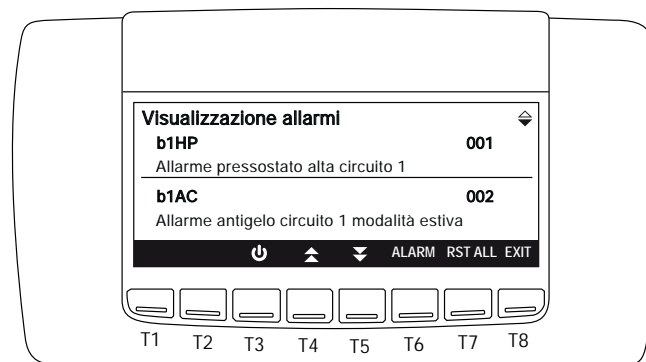 Visualizzazione allarmi
b1HP 001
Allarme pressostato alta circuito 1
b1AC 002
Allarme antigelo circuito 1 modalità estiva
ALARM RST ALL EXIT
T1 T2 T3 T4 T5 T6 T7 T8